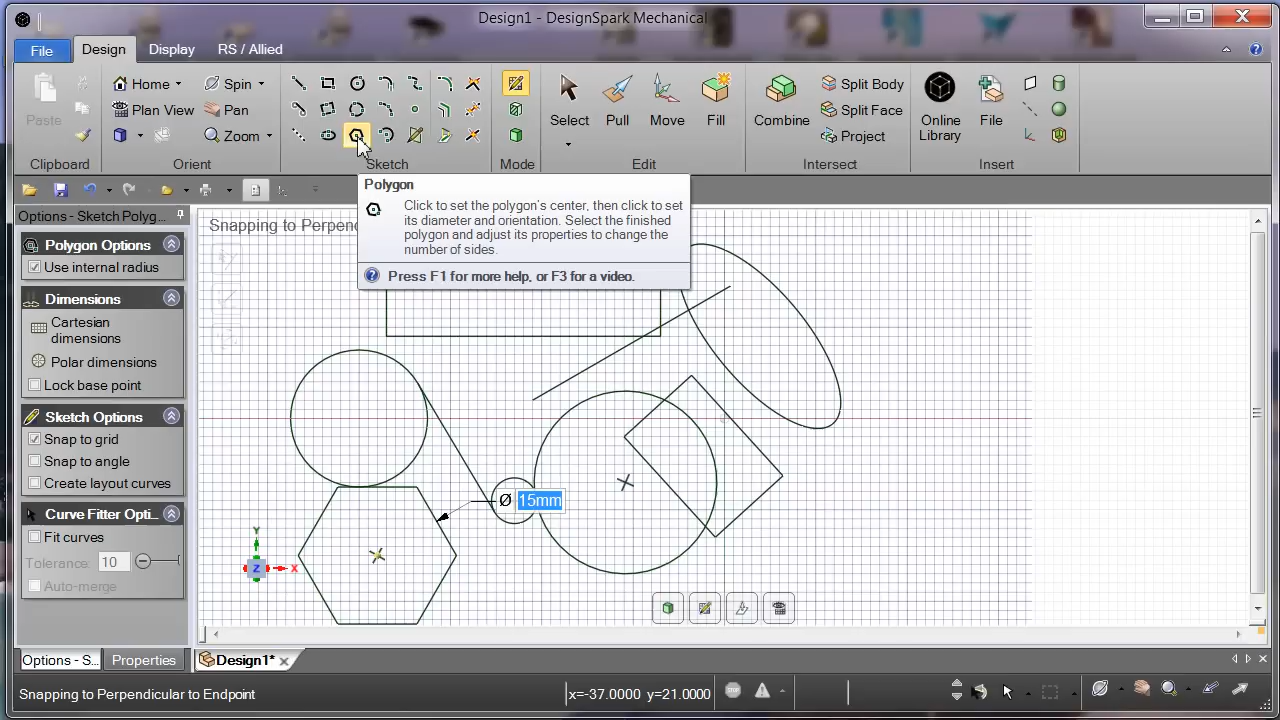 Design1 - DesignSpark Mechanical
File
Design
Display
RS / Allied
Paste
Home
Spin
Plan View
Pan
Zoom
Select
Pull
Move
Fill
Combine
Split Body
Split Face
Project
Online
Library
File
Clipboard
Orient
Sketch
Mode
Edit
Intersect
Insert
Options - Sketch Polyg...
Polygon Options
Use internal radius
Dimensions
Cartesian
dimensions
Polar dimensions
Lock base point
Sketch Options
Snap to grid
Snap to angle
Create layout curves
Curve Fitter Opti...
Fit curves
Tolerance: 10
Auto-merge
Snapping to Perpend
Polygon
Click to set the polygon's center, then click to set
its diameter and orientation. Select the finished
polygon and adjust its properties to change the
number of sides.
Press F1 for more help, or F3 for a video.
Ø 15mm
Y
Z
X
Options - S...
Properties
Design1*
Snapping to Perpendicular to Endpoint
x=-37.0000 y=21.0000